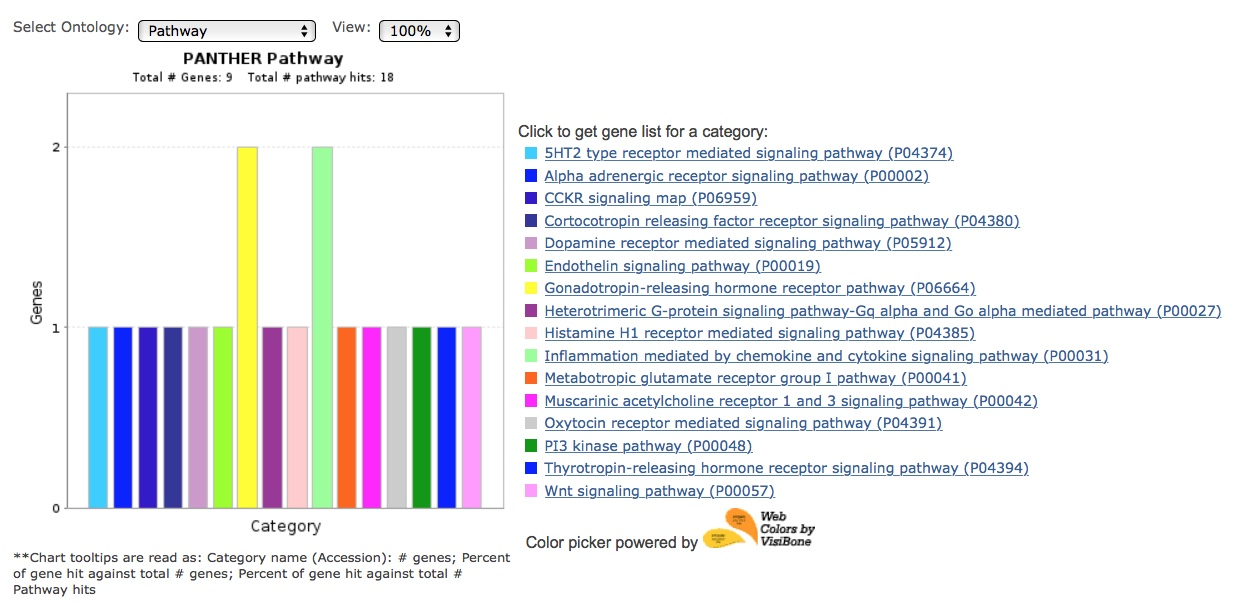 Select Ontology: Pathway View: 100%
PANTHER Pathway
Total # Genes: 9 Total # pathway hits: 18
2
1
0
Genes
Category
Click to get gene list for a category:
5HT2 type receptor mediated signaling pathway (P04374)
Alpha adrenergic receptor signaling pathway (P00002)
CCKR signaling map (P06959)
Cortocotropin releasing factor receptor signaling pathway (P04380)
Dopamine receptor mediated signaling pathway (P05912)
Endothelin signaling pathway (P00019)
Gonadotropin-releasing hormone receptor pathway (P06664)
Heterotrimeric G-protein signaling pathway-Gq alpha and Go alpha mediated pathway (P00027)
Histamine H1 receptor mediated signaling pathway (P04385)
Inflammation mediated by chemokine and cytokine signaling pathway (P00031)
Metabotropic glutamate receptor group I pathway (P00041)
Muscarinic acetylcholine receptor 1 and 3 signaling pathway (P00042)
Oxytocin receptor mediated signaling pathway (P04391)
PI3 kinase pathway (P00048)
Thyrotropin-releasing hormone receptor signaling pathway (P04394)
Wnt signaling pathway (P00057)
Color picker powered by
Web
Colors by
VisiBone
**Chart tooltips are read as: Category name (Accession): # genes; Percent
of gene hit against total # genes; Percent of gene hit against total #
Pathway hits